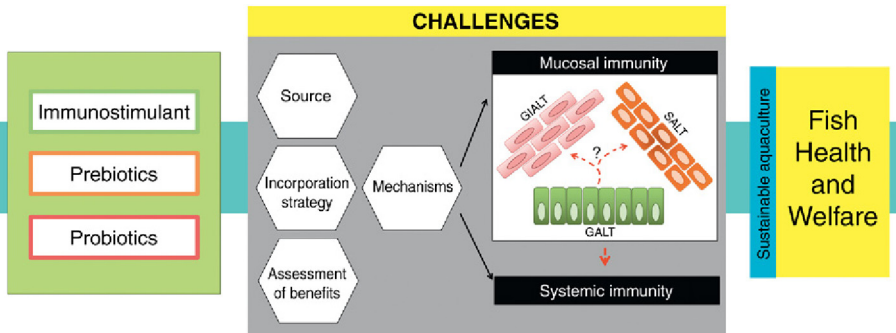 CHALLENGES
Immunostimulant
Prebiotics
Probiotics
Source
Incorporation
strategy
Assessment
of benefits
Mechanisms
Mucosal immunity
GIALT
SALT
?
GALT
Systemic immunity
Sustainable aquaculture
Fish
Health
and
Welfare